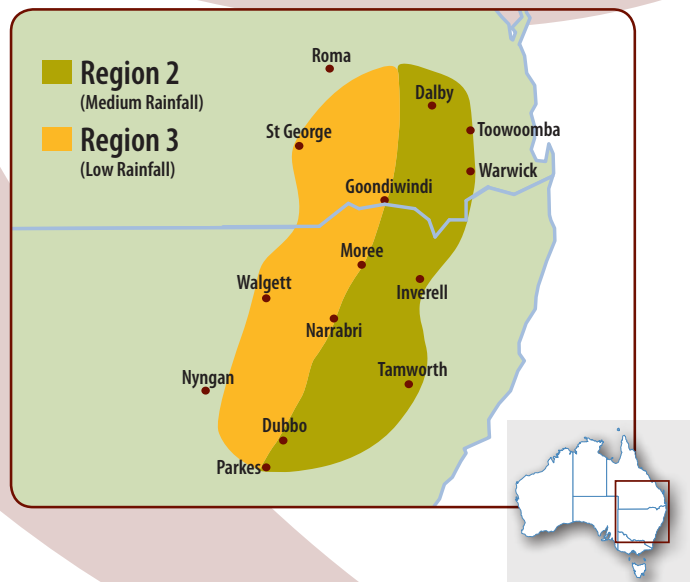 Region 2
(Medium Rainfall)
Region 3
(Low Rainfall)
Roma
Dalby
St George
Toowoomba
Warwick
Goondiwindi
Moree
Walgett
Inverell
Narrabri
Nyngan
Tamworth
Dubbo
Parkes